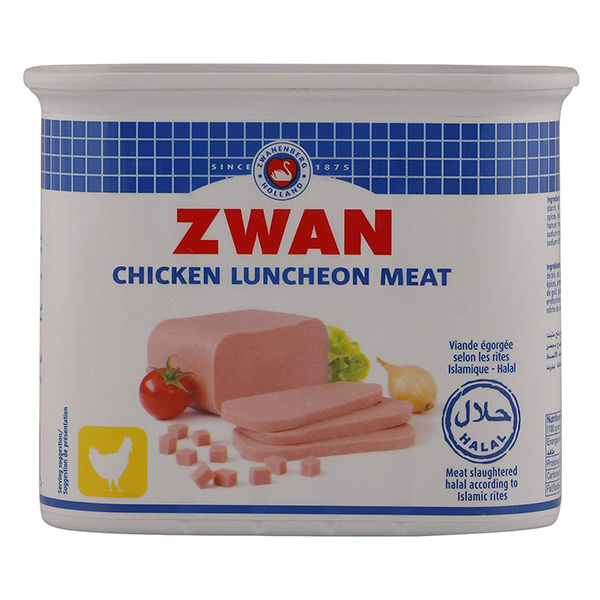 SINCE 1875
ZWANENBERG
HOLLAND
ZWAN
CHICKEN LUNCHEON MEAT
Viande égorgée
selon les rites
Islamique - Halal
حلال
HALAL
Meat slaughtered
halal according to
Islamic rites
Serving suggestion/
Suggestion de présentation